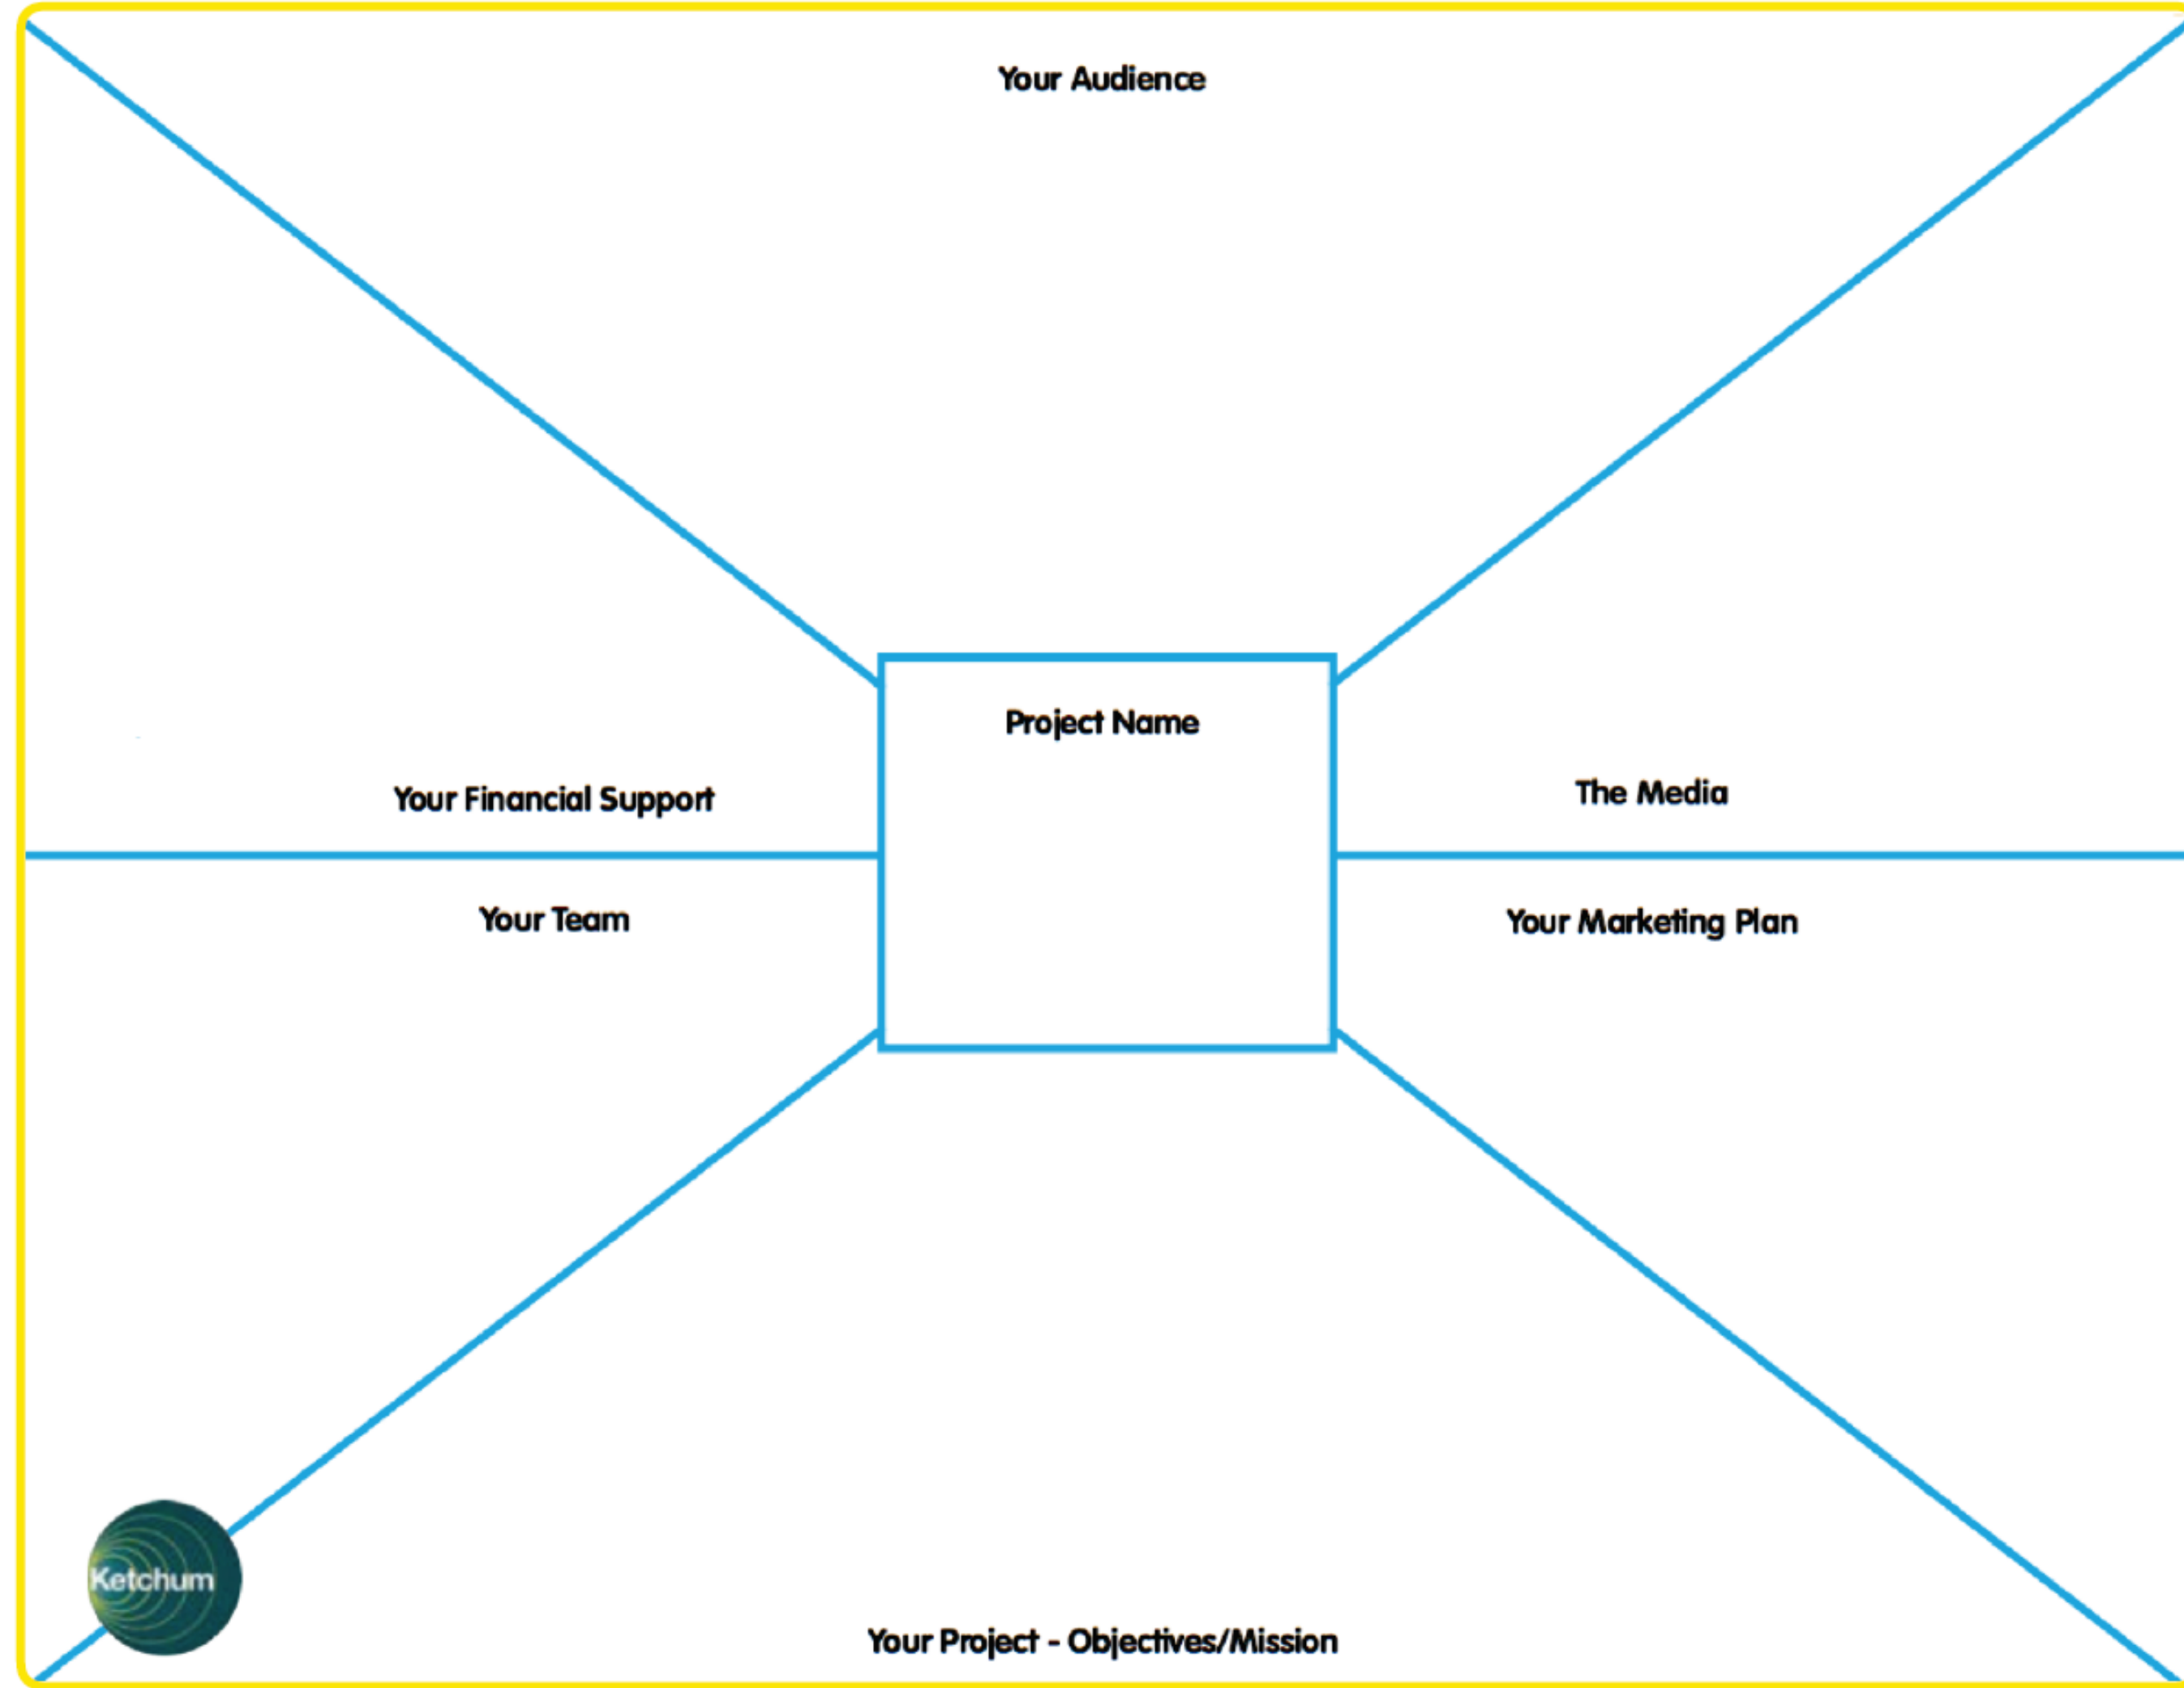 Your Audience
Project Name
Your Financial Support
The Media
Your Team
Your Marketing Plan
Ketchum
Your Project - Objectives/Mission